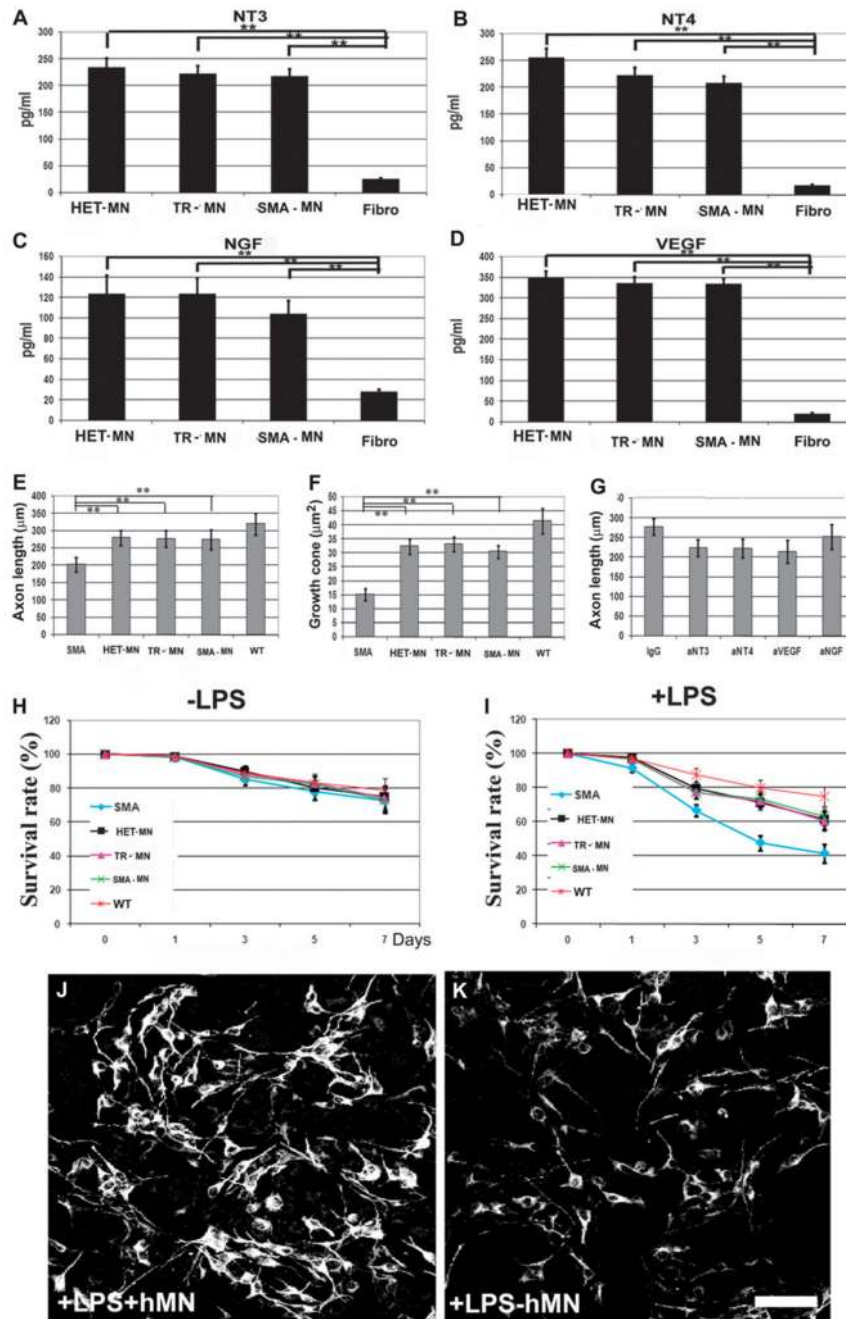 A
NT3
**
**
**
300
250
200
150
100
50
0
pg/ml
HET-MN TR-MN SMA-MN Fibro
B
NT4
**
**
**
300
250
200
150
100
50
0
pg/ml
HET-MN TR-MN SMA-MN Fibro
C
NGF
**
**
**
160
140
120
100
80
60
40
20
0
pg/ml
HET-MN TR-MN SMA-MN Fibro
D
VEGF
**
**
**
400
350
300
250
200
150
100
50
0
pg/ml
HET-MN TR-MN SMA-MN Fibro
E
**
**
**
400
350
300
250
200
150
100
50
0
Axon length (μm)
SMA HET-MN TR-MN SMA-MN WT
F
**
**
**
50
45
40
35
30
25
20
15
10
5
0
Growth cone (μm²)
SMA HET-MN TR-MN SMA-MN WT
G
300
250
200
150
100
50
0
Axon length (μm)
IgG aNT3 aNT4 aVEGF aNGF
H
-LPS
120
100
80
60
40
20
0
Survival rate (%)
SMA
HET-MN
TR-MN
SMA-MN
WT
0 1 3 5 7 Days
I
+LPS
120
100
80
60
40
20
0
Survival rate (%)
SMA
HET-MN
TR-MN
SMA-MN
WT
0 1 3 5 7
J
+LPS+hMN
K
+LPS-hMN